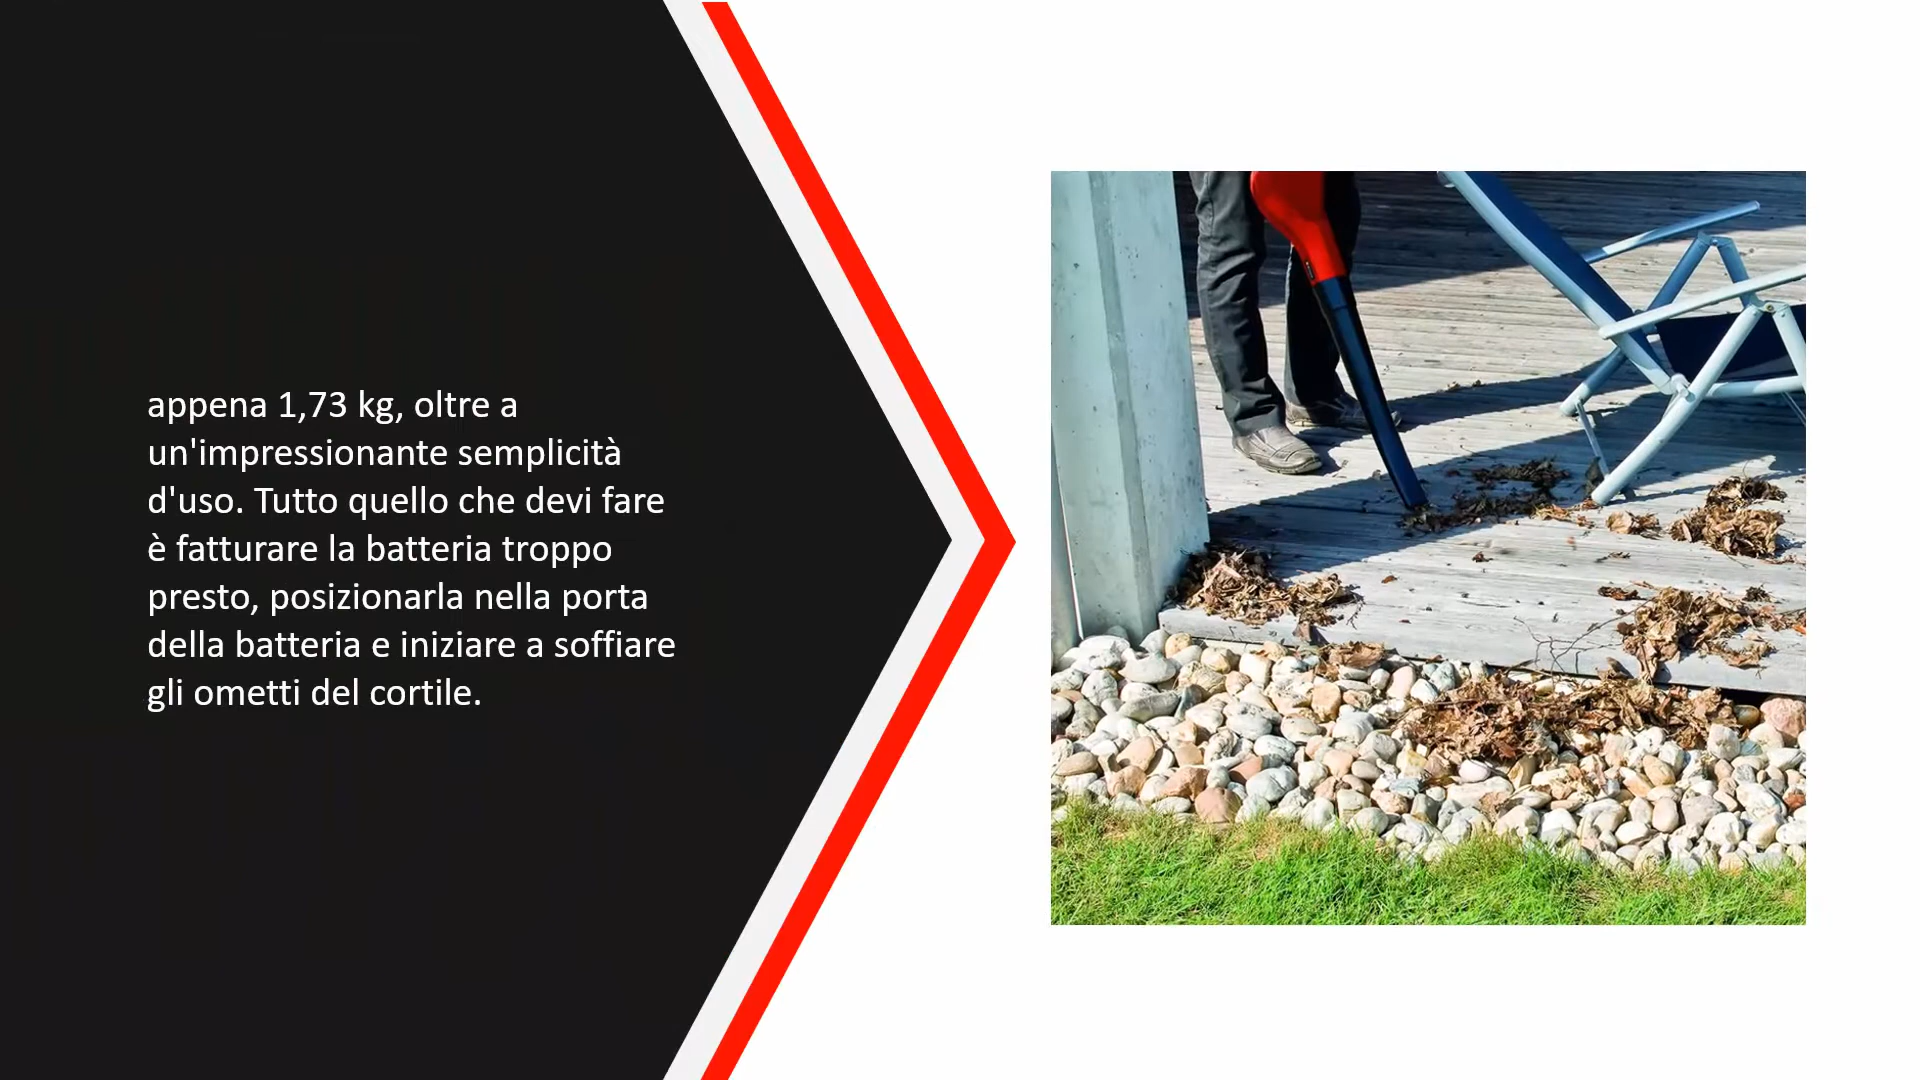 appena 1,73 kg, oltre a
un'impressionante semplicità
d'uso. Tutto quello che devi fare
è fatturare la batteria troppo
presto, posizionarla nella porta
della batteria e iniziare a soffiare
gli ometti del cortile.